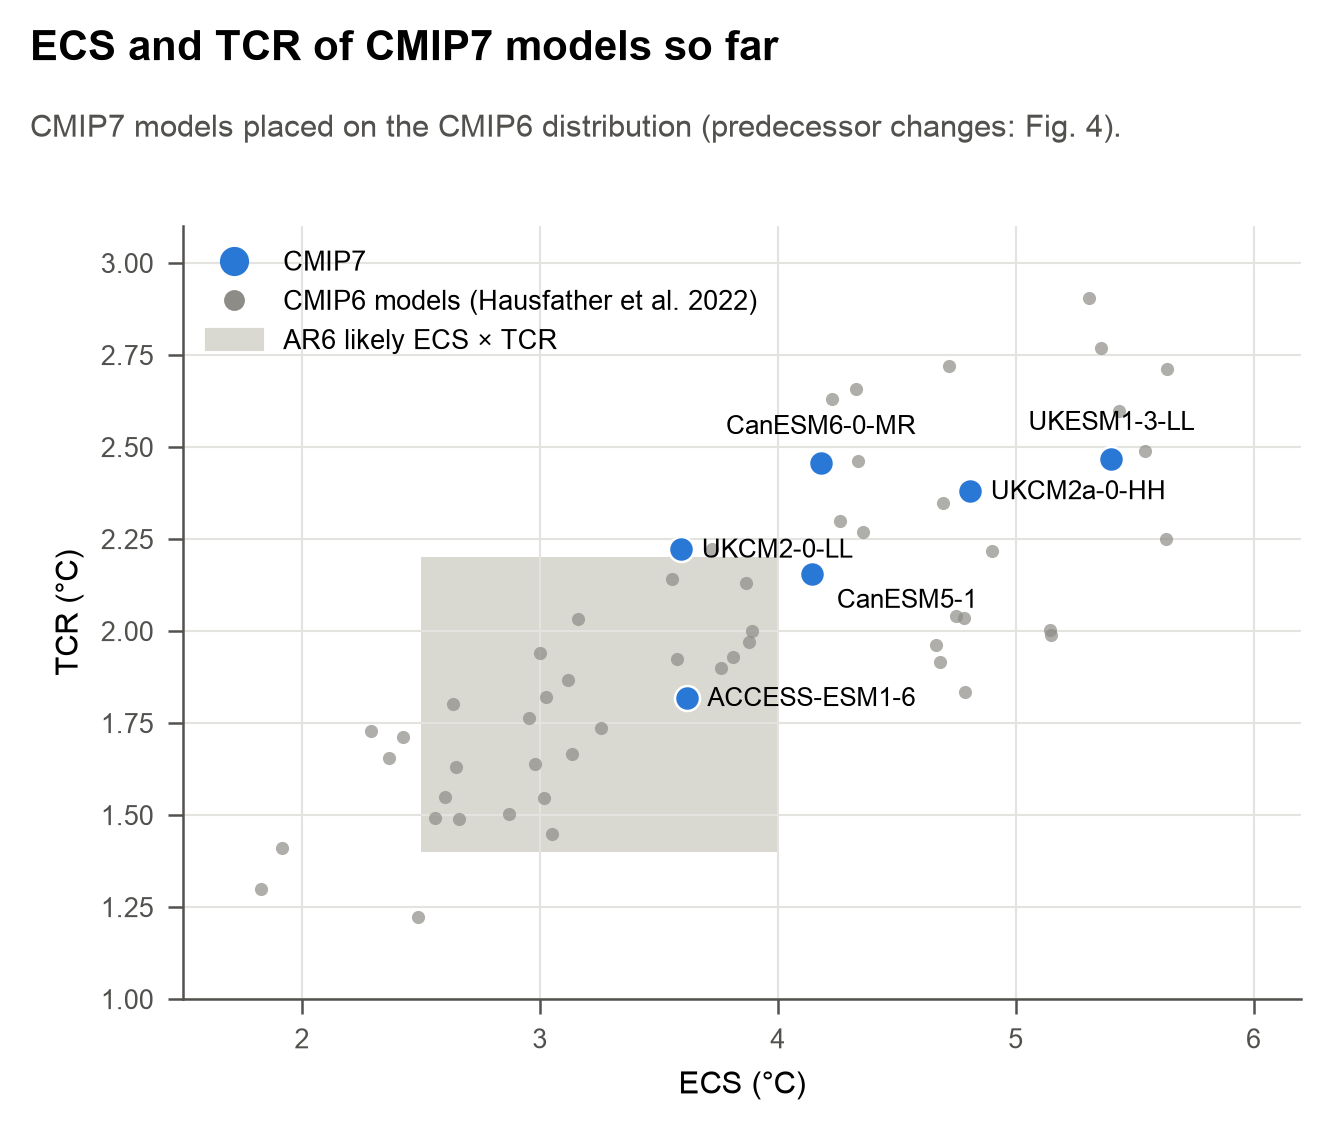 ECS and TCR of CMIP7 models so far
CMIP7 models placed on the CMIP6 distribution (predecessor changes: Fig. 4).
CMIP7
CMIP6 models (Hausfather et al. 2022)
AR6 likely ECS × TCR
3.00
2.75
2.50
2.25
2.00
1.75
1.50
1.25
1.00
TCR (°C)
CanESM6-0-MR
UKESM1-3-LL
UKCM2a-0-HH
UKCM2-0-LL
CanESM5-1
ACCESS-ESM1-6
2
3
4
5
6
ECS (°C)